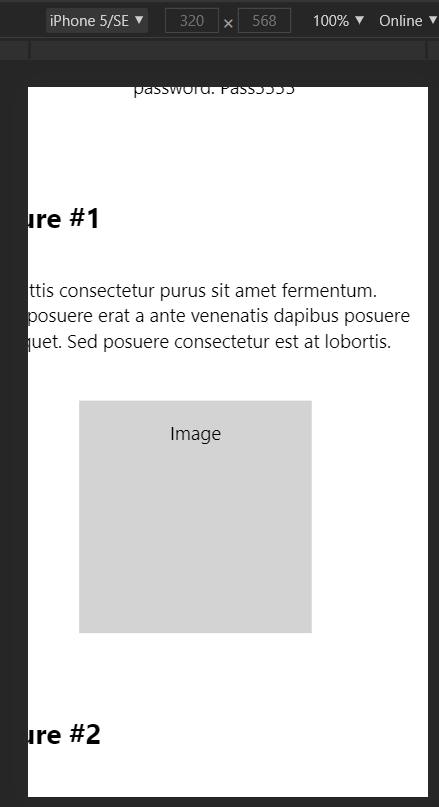 iPhone 5/SE ▼ 320 × 568 100% ▼ Online ▼
password: Pass5555
ure #1
ttis consectetur purus sit amet fermentum.
posuere erat a ante venenatis dapibus posuere
quet. Sed posuere consectetur est at lobortis.
Image
ure #2